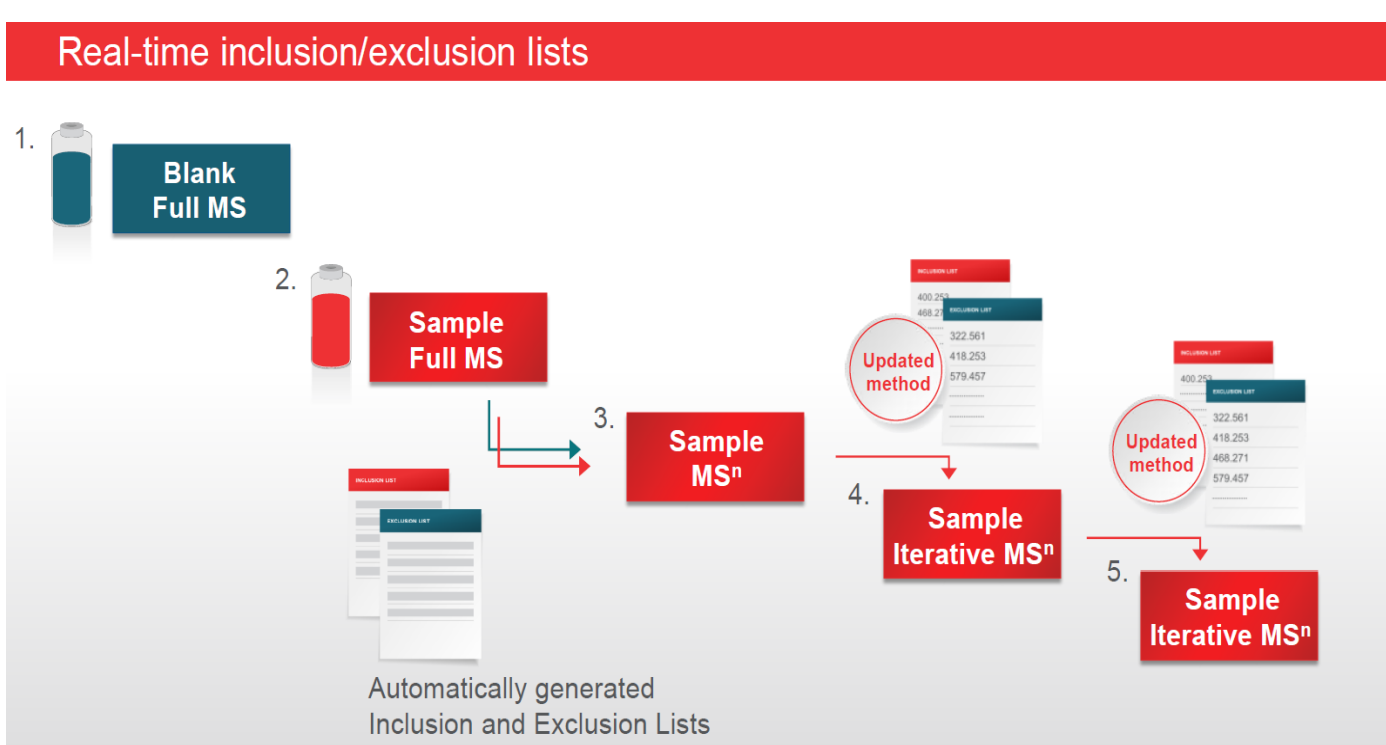 Real-time inclusion/exclusion lists
1.
Blank
Full MS
2.
Sample
Full MS
INCLUSION LIST
EXCLUSION LIST
Automatically generated
Inclusion and Exclusion Lists
3.
Sample
MSⁿ
INCLUSION LIST
400.253
468.27
EXCLUSION LIST
322.561
418.253
579.457
Updated
method
4.
Sample
Iterative MSⁿ
INCLUSION LIST
400.253
EXCLUSION LIST
322.561
418.253
468.271
579.457
Updated
method
5.
Sample
Iterative MSⁿ